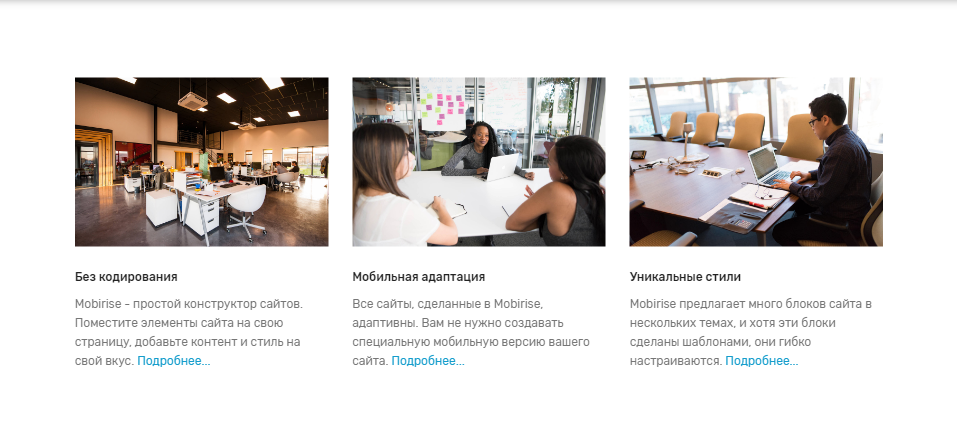 Без кодирования
Mobirise - простой конструктор сайтов.
Поместите элементы сайта на свою
страницу, добавьте контент и стиль на
свой вкус. Подробнее...
Мобильная адаптация
Все сайты, сделанные в Mobirise,
адаптивны. Вам не нужно создавать
специальную мобильную версию вашего
сайта. Подробнее...
Уникальные стили
Mobirise предлагает много блоков сайта в
нескольких темах, и хотя эти блоки
сделаны шаблонами, они гибко
настраиваются. Подробнее...